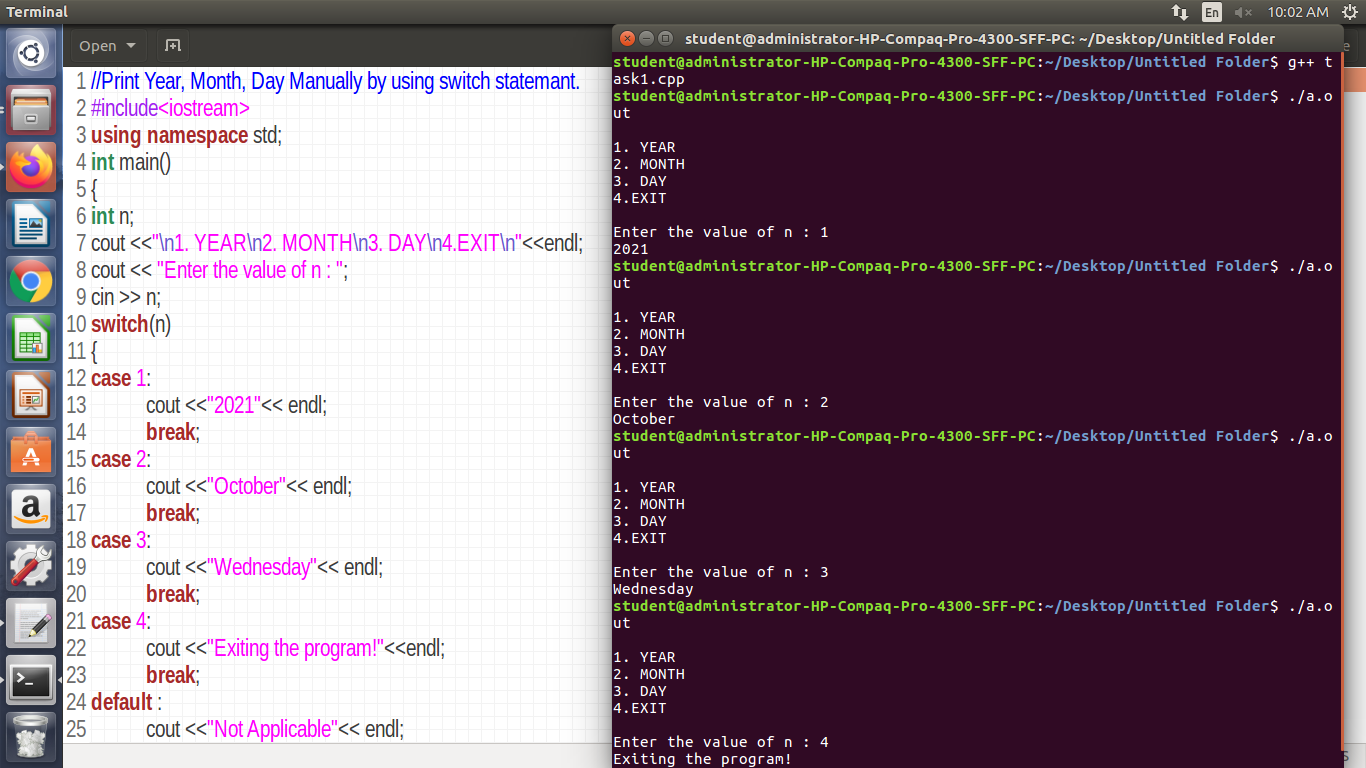 Terminal
En
10:02 AM
Open
1 //Print Year, Month, Day Manually by using switch statemant.
2 #include<iostream>
3 using namespace std;
4 int main()
5 {
6 int n;
7 cout <<"\n1. YEAR\n2. MONTH\n3. DAY\n4.EXIT\n"<<endl;
8 cout << "Enter the value of n : ";
9 cin >> n;
10 switch(n)
11 {
12 case 1:
13 cout <<"2021"<< endl;
14 break;
15 case 2:
16 cout <<"October"<< endl;
17 break;
18 case 3:
19 cout <<"Wednesday"<< endl;
20 break;
21 case 4:
22 cout <<"Exiting the program!"<<endl;
23 break;
24 default :
25 cout <<"Not Applicable"<< endl;
student@administrator-HP-Compaq-Pro-4300-SFF-PC: ~/Desktop/Untitled Folder
student@administrator-HP-Compaq-Pro-4300-SFF-PC:~/Desktop/Untitled Folder$ g++ t
ask1.cpp
student@administrator-HP-Compaq-Pro-4300-SFF-PC:~/Desktop/Untitled Folder$ ./a.o
ut
1. YEAR
2. MONTH
3. DAY
4.EXIT
Enter the value of n : 1
2021
student@administrator-HP-Compaq-Pro-4300-SFF-PC:~/Desktop/Untitled Folder$ ./a.o
ut
1. YEAR
2. MONTH
3. DAY
4.EXIT
Enter the value of n : 2
October
student@administrator-HP-Compaq-Pro-4300-SFF-PC:~/Desktop/Untitled Folder$ ./a.o
ut
1. YEAR
2. MONTH
3. DAY
4.EXIT
Enter the value of n : 3
Wednesday
student@administrator-HP-Compaq-Pro-4300-SFF-PC:~/Desktop/Untitled Folder$ ./a.o
ut
1. YEAR
2. MONTH
3. DAY
4.EXIT
Enter the value of n : 4
Exiting the program!